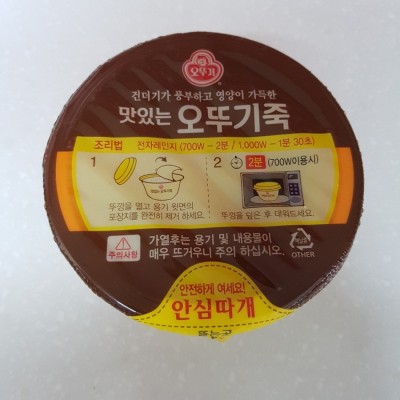 오뚜기
건더기가 풍부하고 영양이 가득한
맛있는 오뚜기죽
조리법 전자레인지 (700W - 2분 / 1,000W - 1분 30초)
1
뚜껑을 열고 용기 윗면의
포장지를 완전히 제거 하세요.
2 2분 (700W이용시)
뚜껑을 덮은 후 데워드세요.
주의사항
가열후는 용기 및 내용물이
매우 뜨거우니 주의 하십시오.
OTHER
안전하게 여세요!
안심따개
뜯는곳